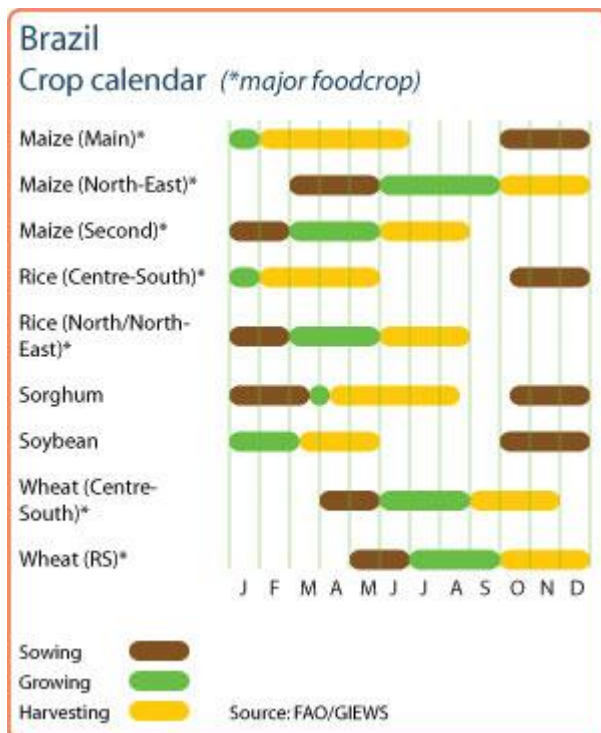 Brazil
Crop calendar (*major foodcrop)
Maize (Main)*
Maize (North-East)*
Maize (Second)*
Rice (Centre-South)*
Rice (North/North-
East)*
Sorghum
Soybean
Wheat (Centre-
South)*
Wheat (RS)*
J F M A M J J A S O N D
Sowing
Growing
Harvesting
Source: FAO/GIEWS